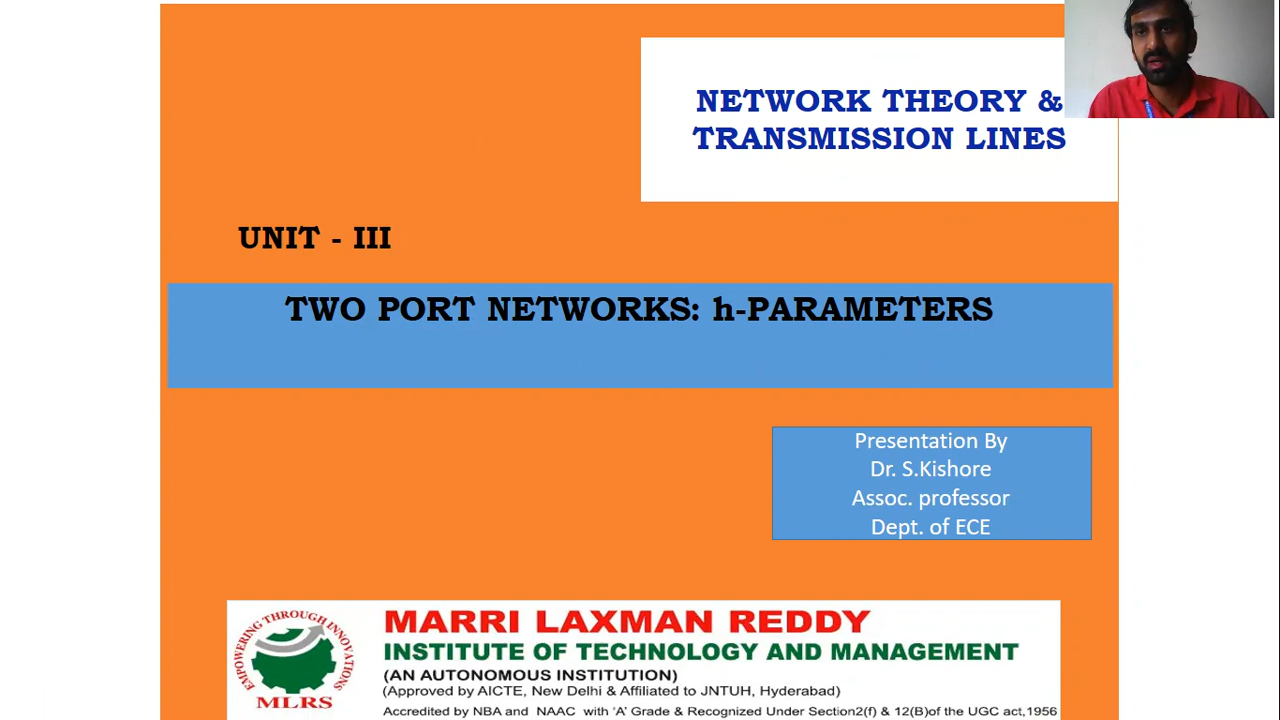 NETWORK THEORY &
TRANSMISSION LINES
UNIT - III
TWO PORT NETWORKS: h-PARAMETERS
Presentation By
Dr. S.Kishore
Assoc. professor
Dept. of ECE
EMPOWERING THROUGH INNOVATIONS
MLRS
MARRI LAXMAN REDDY
INSTITUTE OF TECHNOLOGY AND MANAGEMENT
(AN AUTONOMOUS INSTITUTION)
(Approved by AICTE, New Delhi & Affiliated to JNTUH, Hyderabad)
Accredited by NBA and NAAC with 'A' Grade & Recognized Under Section2(f) & 12(B)of the UGC act,1956